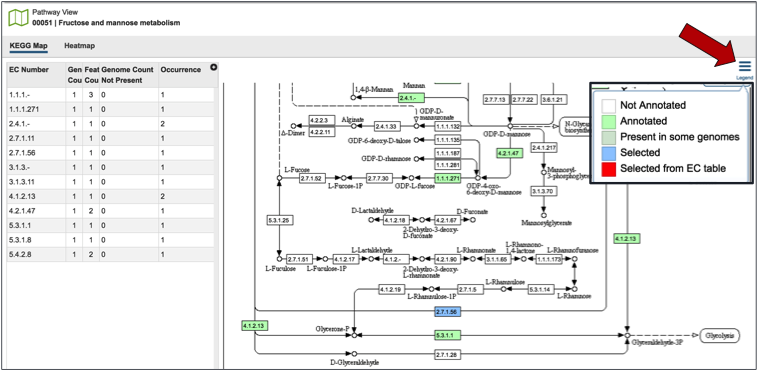 Pathway View
00051 | Fructose and mannose metabolism
KEGG Map Heatmap
EC Number Gen Feat Genome Count Occurrence
Cou Cou Not Present
1.1.1.- 1 3 0 1
1.1.1.271 1 1 0 1
2.4.1.- 1 1 0 2
2.7.1.11 1 1 0 1
2.7.1.56 1 1 0 1
3.1.3.- 1 1 0 1
3.1.3.11 1 1 0 1
4.1.2.13 1 1 0 2
4.2.1.47 1 2 0 1
5.3.1.1 1 1 0 1
5.3.1.8 1 1 0 1
5.4.2.8 1 2 0 1
Legend
Not Annotated
Annotated
Present in some genomes
Selected
Selected from EC table
1,4-β-Mannan
Mannan
2.4.1.-
2.7.7.13 2.7.7.22 3.6.1.21
GDP-D-
mannuronate
4.2.2.3
4.2.2.11
Δ-Dimer
Alginate
2.4.1.33
1.1.1.132
GDP-D-mannose
GDP-6-deoxy-D-talose
1.1.1.135
1.1.1.187
GDP-D-rhamnose
1.1.1.281
4.2.1.47
2.4.1.217
Mannosyl-
3-phosphoglyce
L-Fucose
2.7.1.52
L-Fucose-1P
2.7.7.30
GDP-L-fucose
1.1.1.271
GDP-4-oxo-
6-deoxy-D-mannose
3.1.3.70
Mannosylglycerate
5.3.1.25
D-Lactaldehyde
4.1.2.18
2-Dehydro-3-deoxy-
D-fuconate
4.2.1.67
D-Fuconate
4.1.2.13
L-Fuculose
2.7.1.51
L-Fuculose-1P
4.1.2.17
L-Lactaldehyde
4.1.2.-
2-Dehydro-3-deoxy-
L-rhamnonate
4.2.1.90
L-Rhamnonate
3.1.1.65
L-Rhamnono-
1,4-lactone
1.1.1.173
L-Rhamnofuranose
4.1.2.19
L-Rhamnulose-1P
2.7.1.5
L-Rhamnulose
5.3.1.14
L-Rhamnose
2.7.1.56
4.1.2.13
Glycerone-P
5.3.1.1
Glyceraldehyde-3P
Glycolysis
2.7.1.28
D-Glyceraldehyde